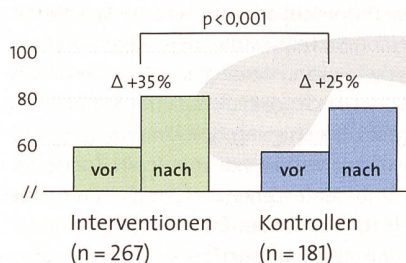 p<0,001
100
Δ +35%
Δ +25%
80
60
vor
nach
vor
nach
//
Interventionen
Kontrollen
(n = 267)
(n = 181)